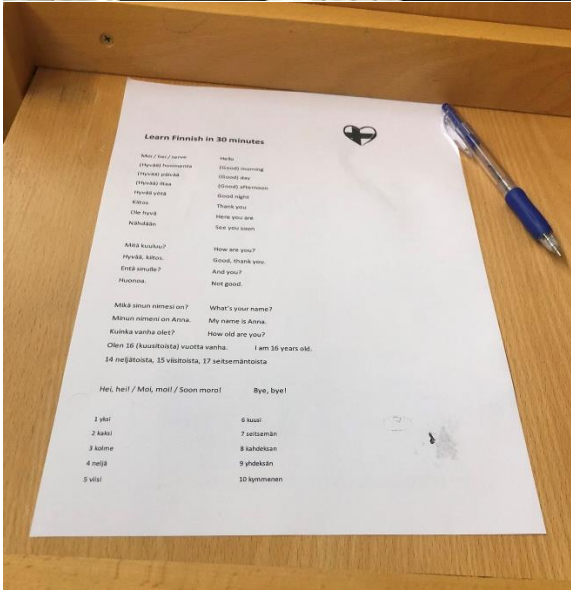 Learn Finnish in 30 minutes
Moi / hei / terve Hello
(Hyvää) huomenta (Good) morning
(Hyvää) päivää (Good) day
(Hyvää) iltaa (Good) afternoon
Hyvää yötä Good night
Kiitos Thank you
Ole hyvä Here you are
Nähdään See you soon
Mitä kuuluu? How are you?
Hyvää, kiitos. Good, thank you.
Entä sinulle? And you?
Huonoa. Not good.
Mikä sinun nimesi on? What's your name?
Minun nimeni on Anna. My name is Anna.
Kuinka vanha olet? How old are you?
Olen 16 (kuusitoista) vuotta vanha. I am 16 years old.
14 neljätoista, 15 viisitoista, 17 seitsemäntoista
Hei, hei! / Moi, moi! / Soon moro! Bye, bye!
1 yksi 6 kuusi
2 kaksi 7 seitsemän
3 kolme 8 kahdeksan
4 neljä 9 yhdeksän
5 viisi 10 kymmenen